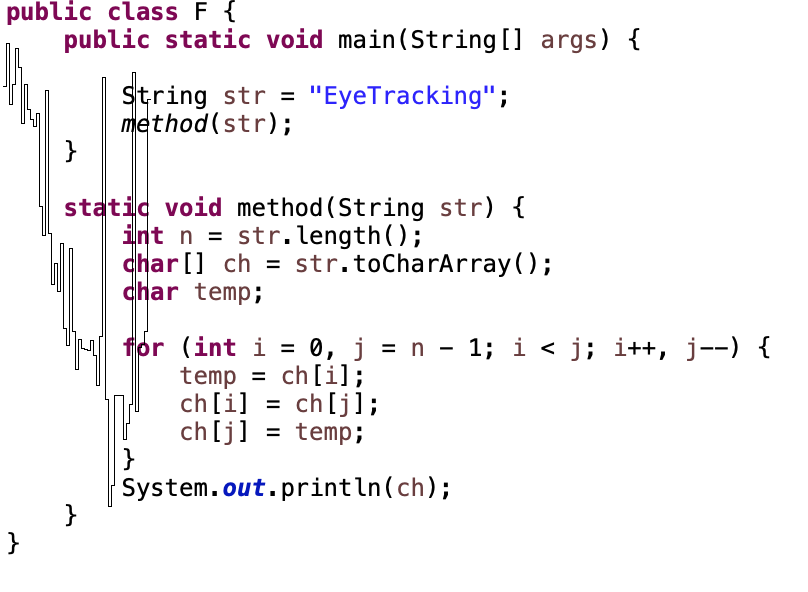 public class F {
    public static void main(String[] args) {

        String str = "EyeTracking";
        method(str);
    }

    static void method(String str) {
        int n = str.length();
        char[] ch = str.toCharArray();
        char temp;

        for (int i = 0, j = n - 1; i < j; i++, j--) {
            temp = ch[i];
            ch[i] = ch[j];
            ch[j] = temp;
        }
        System.out.println(ch);
    }
}